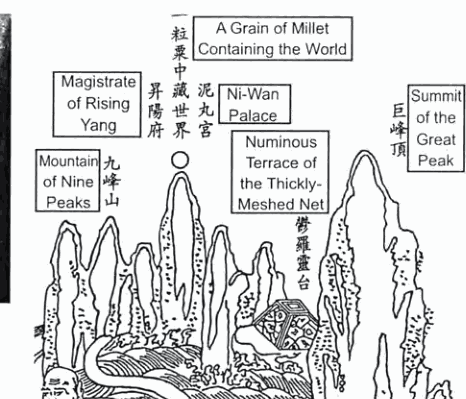 一粒粟中藏世界
A Grain of Millet
Containing the World
Magistrate
of Rising
Yang
昇陽府
泥丸宮
Ni-Wan
Palace
Summit
of the
Great
Peak
巨峰頂
Mountain
of Nine
Peaks
九峰山
Numinous
Terrace of
the Thickly-
Meshed Net
鬱羅靈台